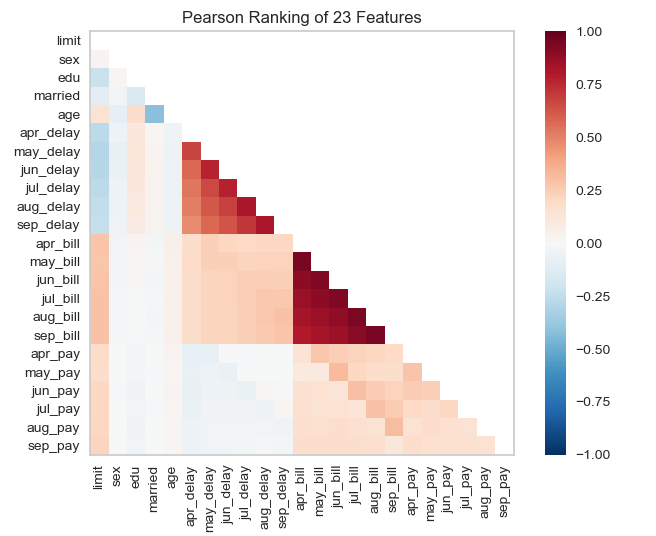 Pearson Ranking of 23 Features
limit
sex
edu
married
age
apr_delay
may_delay
jun_delay
jul_delay
aug_delay
sep_delay
apr_bill
may_bill
jun_bill
jul_bill
aug_bill
sep_bill
apr_pay
may_pay
jun_pay
jul_pay
aug_pay
sep_pay
limit
sex
edu
married
age
apr_delay
may_delay
jun_delay
jul_delay
aug_delay
sep_delay
apr_bill
may_bill
jun_bill
jul_bill
aug_bill
sep_bill
apr_pay
may_pay
jun_pay
jul_pay
aug_pay
sep_pay
1.00
0.75
0.50
0.25
0.00
−0.25
−0.50
−0.75
−1.00